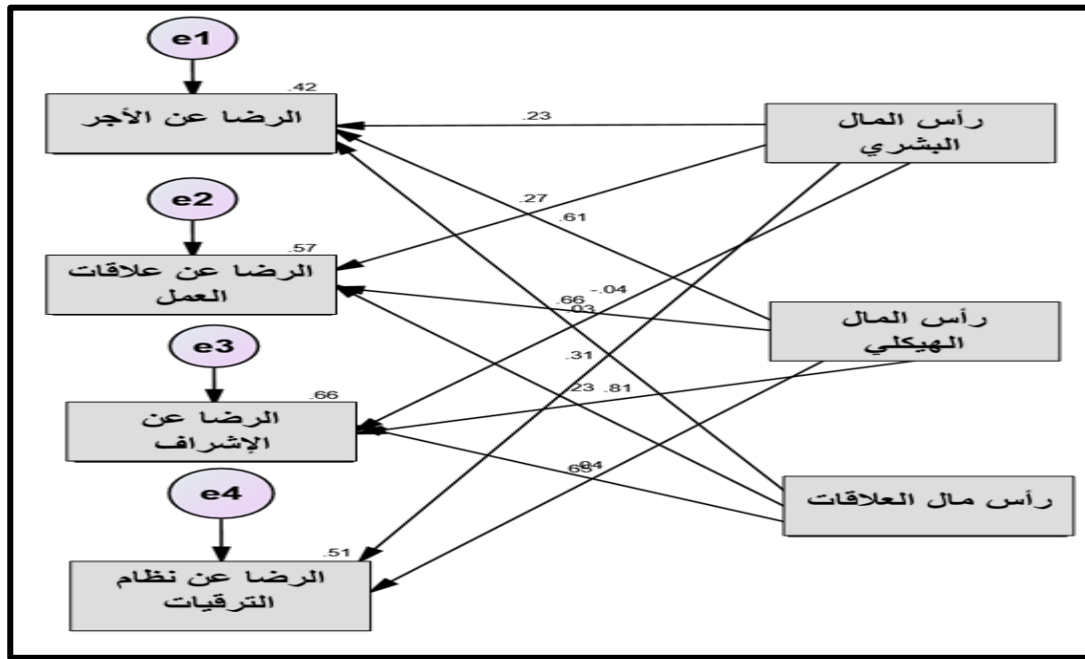 e1
.42
الرضا عن الأجر
.23
رأس المال
البشري
e2
.27
.61
.57
الرضا عن علاقات
العمل
-.04
.66
.03
رأس المال
الهيكلي
e3
.31
.23
.81
.66
الرضا عن
الإشراف
e4
رأس مال العلاقات
.51
الرضا عن نظام
الترقيات